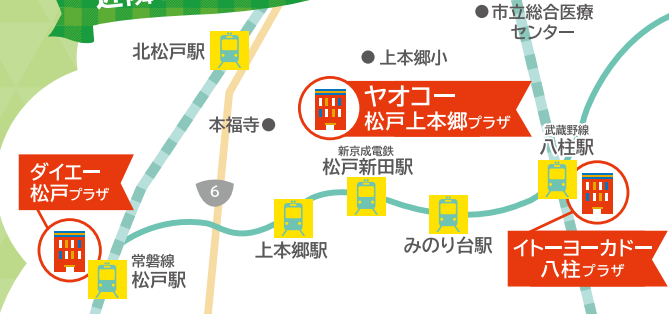 近隣
市立総合医療
センター
北松戸駅
上本郷小
ヤオコー
松戸上本郷プラザ
本福寺
武蔵野線
八柱駅
新京成電鉄
松戸新田駅
ダイエー
松戸プラザ
6
上本郷駅
みのり台駅
イトーヨーカドー
八柱プラザ
常磐線
松戸駅